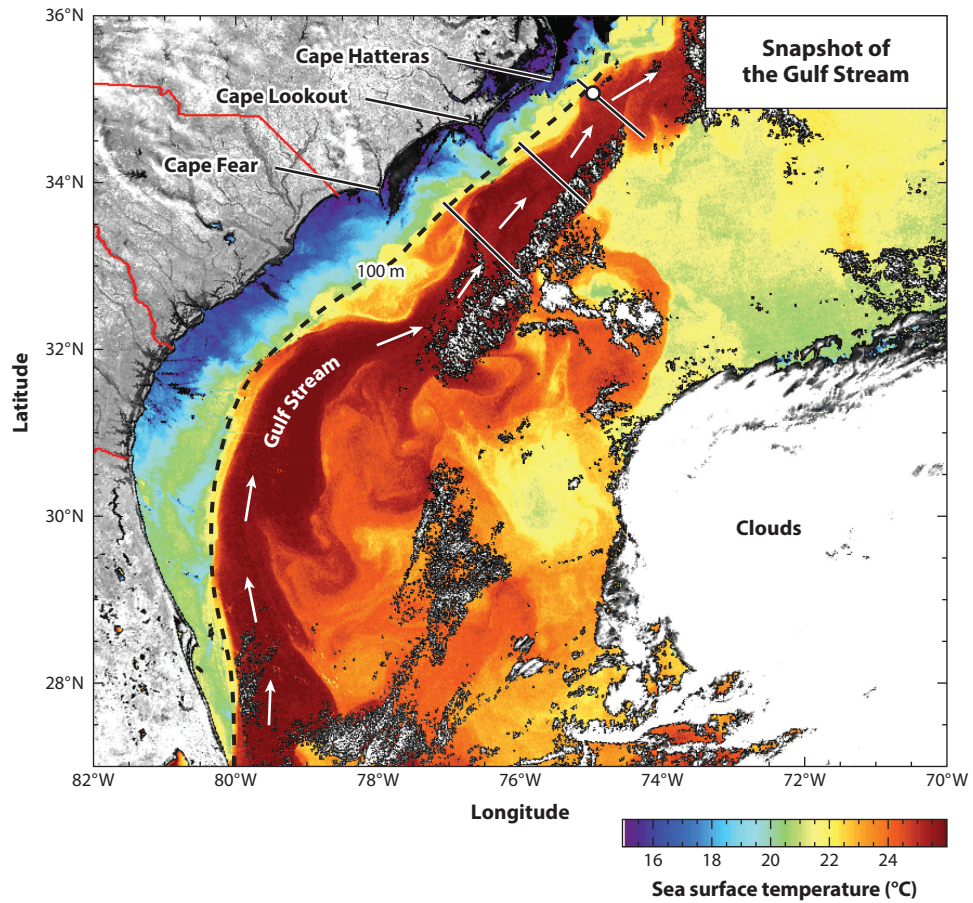 Snapshot of
the Gulf Stream
Cape Hatteras
Cape Lookout
Cape Fear
100 m
Gulf Stream
Clouds
36°N
34°N
32°N
30°N
28°N
Latitude
82°W 80°W 78°W 76°W 74°W 72°W 70°W
Longitude
16 18 20 22 24
Sea surface temperature (°C)